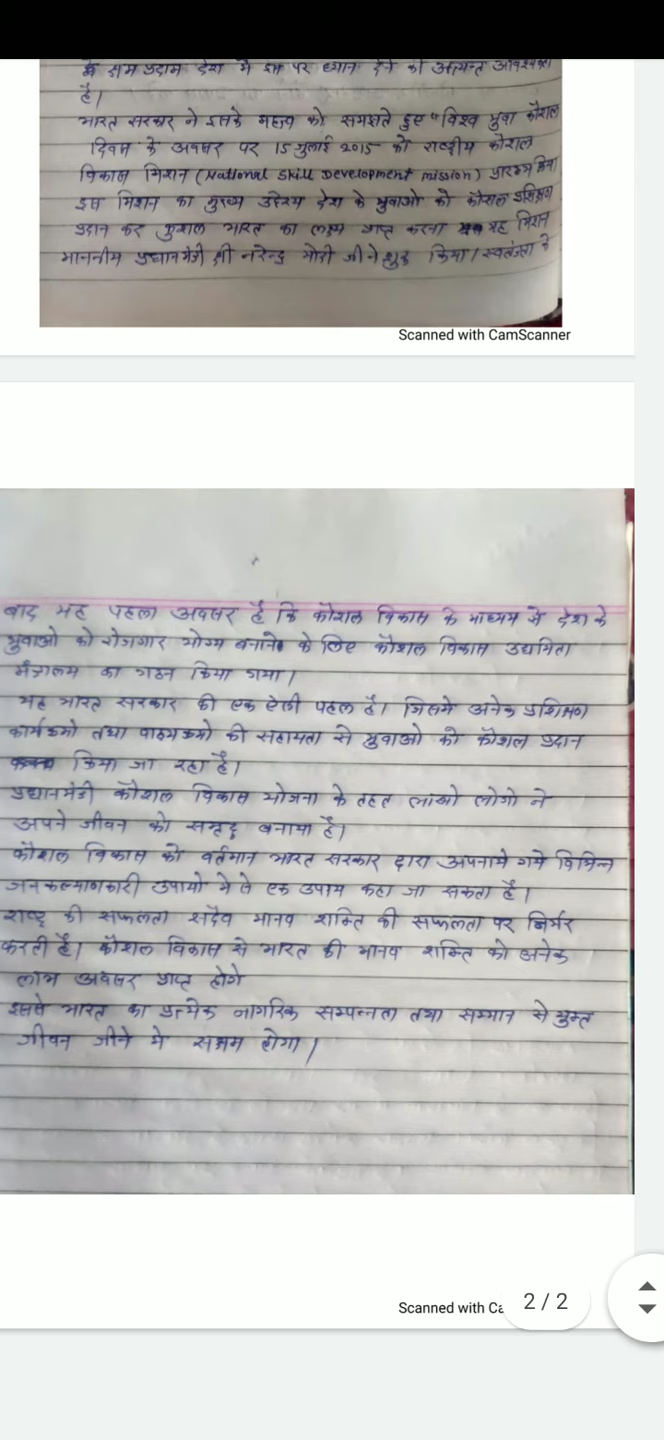 के श्रम प्रदाम देश मे इस पर ध्यान देने की अत्यन्त आवश्यकता
है।
भारत सरकार ने इसके महत्व को समझते हुए "विश्व युवा कौशल
दिवस के अवसर पर 15 जुलाई 2015 को राष्ट्रीय कौशल
विकास मिशन (National Skill Development mission) प्रारम्भ किया
इस मिशन का मुख्य उद्देश्य देश के युवाओ को कौशल प्रशिक्षण
प्रदान कर कुशल भारत का लक्ष्य प्राप्त करना यह मिशन
माननीय प्रधानमंत्री श्री नरेन्द्र मोदी जी ने शुरू किया। स्वतंत्रता के
Scanned with CamScanner
बाद यह पहला अवसर है कि कौशल विकास के माध्यम से देश के
युवाओ को रोजगार योग्य बनाने के लिए कौशल विकास उद्यमिता
मंत्रालय का गठन किया गया।
यह भारत सरकार की एक ऐसी पहल है। जिसमे अनेक प्रशिक्षण
कार्यक्रमो तथा पाठ्यक्रमो की सहायता से युवाओ को कौशल प्रदान
किया जा रहा है।
प्रधानमंत्री कौशल विकास योजना के तहत लाखो लोगो ने
अपने जीवन को समृद्ध बनाया है।
कौशल विकास को वर्तमान भारत सरकार द्वारा अपनाये गये विभिन्न
जनकल्याणकारी उपायो मे से एक उपाय कहा जा सकता है।
राष्ट्र की सफलता सदैव मानव शक्ति की सफलता पर निर्भर
करती है। कौशल विकास से भारत की मानव शक्ति को अनेक
लाभ अवसर प्राप्त होगे
इससे भारत का प्रत्येक नागरिक सम्पन्नता तथा सम्मान से युक्त
जीवन जीने मे सक्षम होगा।
Scanned with Ca
2 / 2